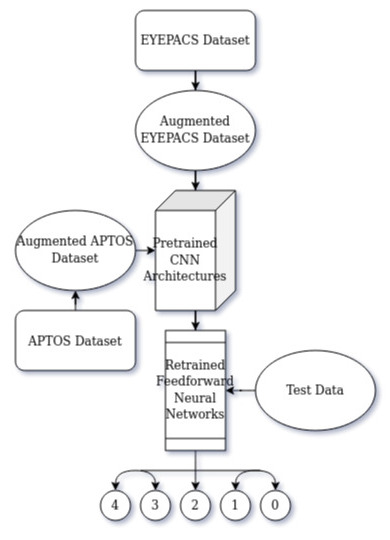 EYEPACS Dataset
Augmented
EYEPACS Dataset
Pretrained
CNN
Architectures
Augmented APTOS
Dataset
APTOS Dataset
Retrained
Feedforward
Neural
Networks
Test Data
4
3
2
1
0